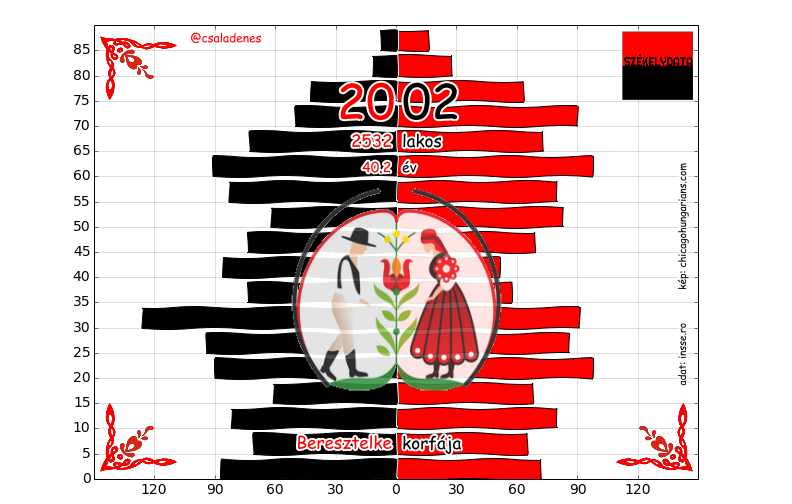 @csaladenes
SZÉKELYDATA
2002
2532 lakos
40.2 év
Beresztelke korfája
kép: chicagohungarians.com
adat: insse.ro
85
80
75
70
65
60
55
50
45
40
35
30
25
20
15
10
5
0
120 90 60 30 0 30 60 90 120